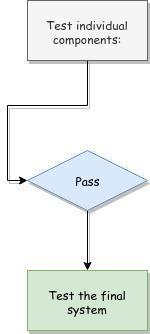 Test individual
components:
Pass
Test the final
system